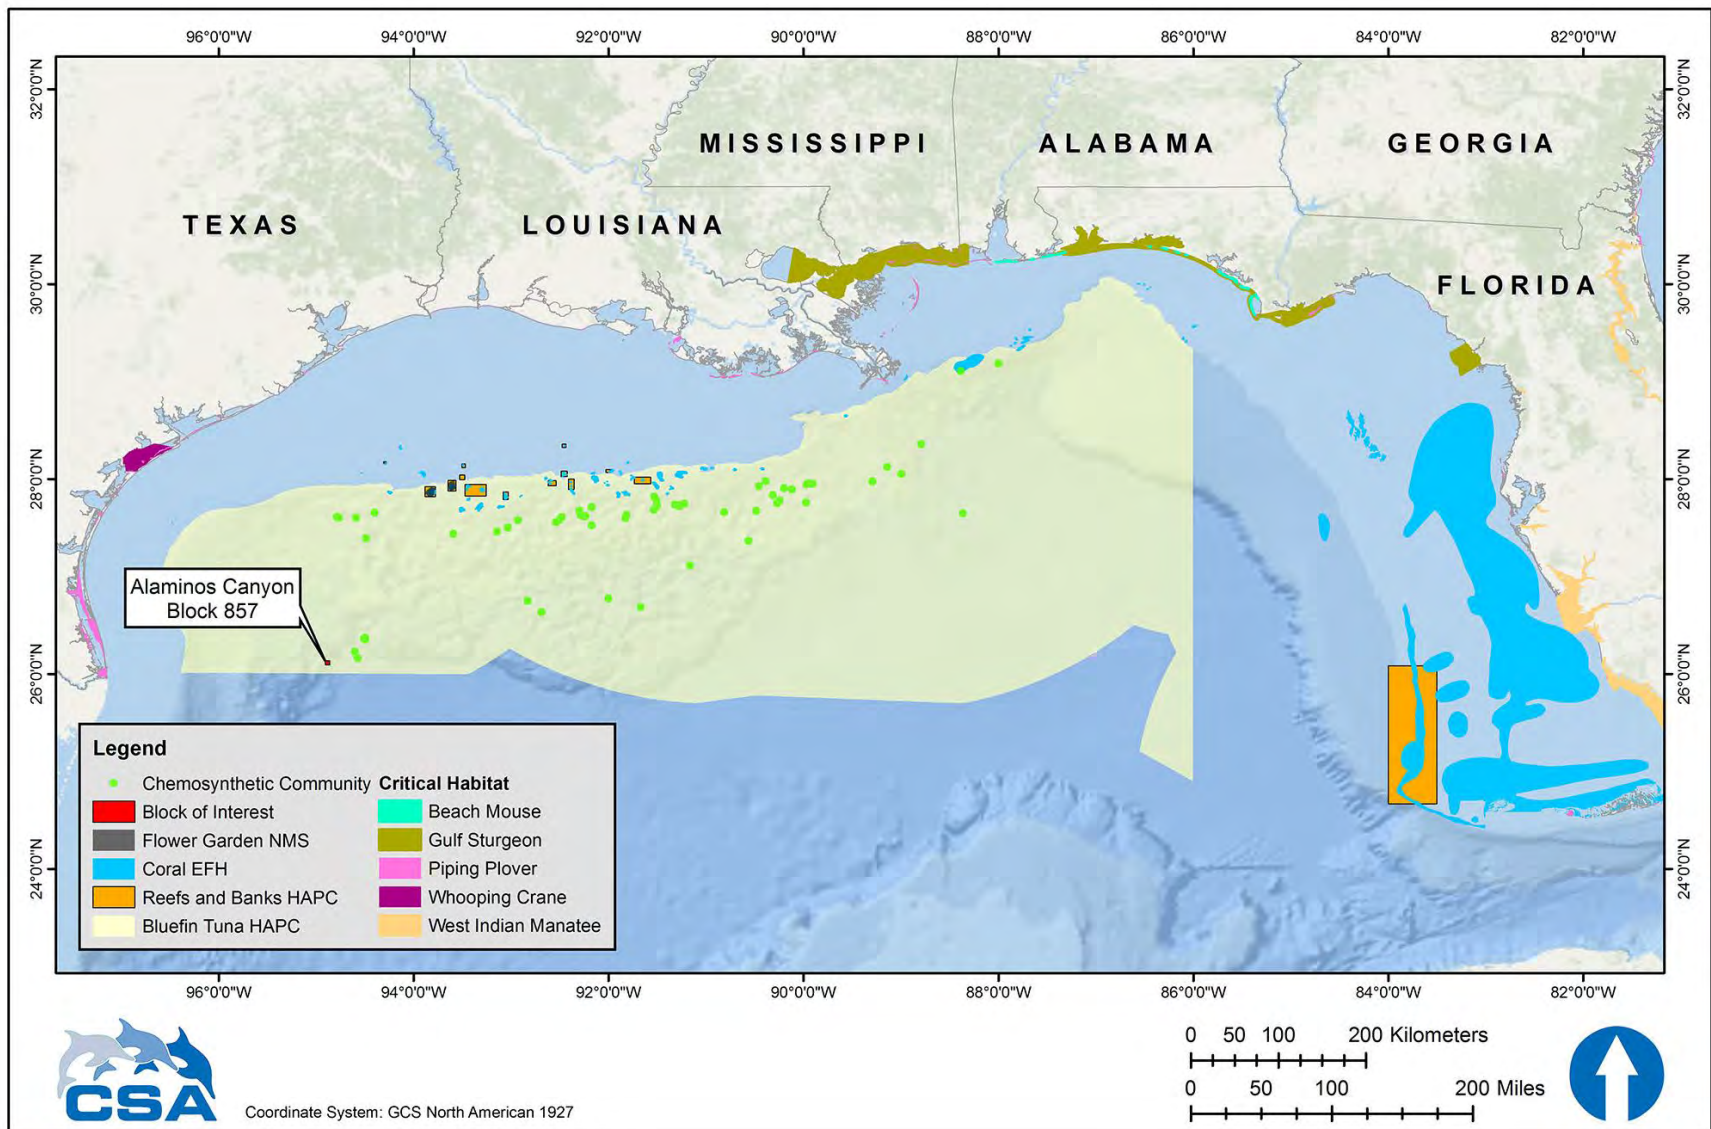 96°0'0"W 94°0'0"W 92°0'0"W 90°0'0"W 88°0'0"W 86°0'0"W 84°0'0"W 82°0'0"W
32°0'0"N 32°0'0"N
MISSISSIPPI ALABAMA GEORGIA
TEXAS LOUISIANA
30°0'0"N FLORIDA 30°0'0"N
28°0'0"N 28°0'0"N
Alaminos Canyon
Block 857
26°0'0"N 26°0'0"N
Legend
Chemosynthetic Community Critical Habitat
Block of Interest Beach Mouse
Flower Garden NMS Gulf Sturgeon
Coral EFH Piping Plover
Reefs and Banks HAPC Whooping Crane
Bluefin Tuna HAPC West Indian Manatee
24°0'0"N 24°0'0"N
96°0'0"W 94°0'0"W 92°0'0"W 90°0'0"W 88°0'0"W 86°0'0"W 84°0'0"W 82°0'0"W
0 50 100 200 Kilometers
0 50 100 200 Miles
CSA
Coordinate System: GCS North American 1927